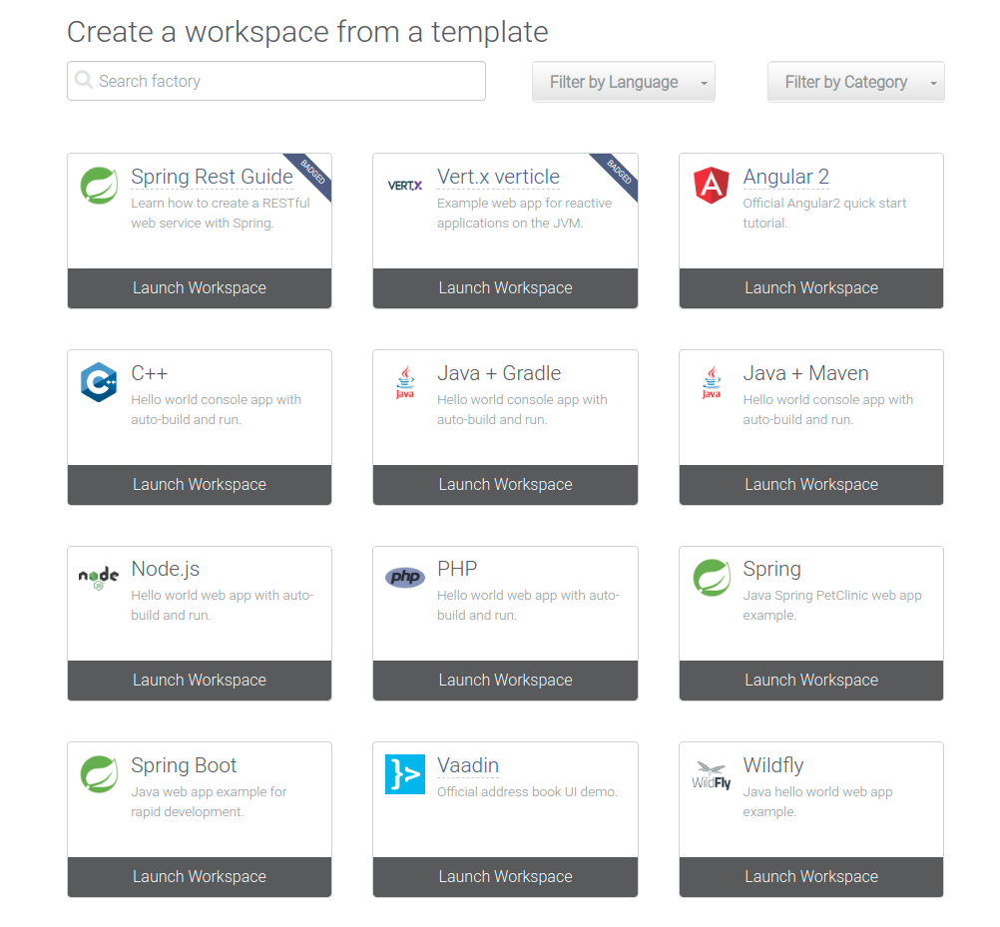 Create a workspace from a template
Search factory
Filter by Language
Filter by Category
BADGED
Spring Rest Guide
Learn how to create a RESTful
web service with Spring.
Launch Workspace
VERT.X
BADGED
Vert.x verticle
Example web app for reactive
applications on the JVM.
Launch Workspace
A
Angular 2
Official Angular2 quick start
tutorial.
Launch Workspace
C++
C++
Hello world console app with
auto-build and run.
Launch Workspace
Java
Java + Gradle
Hello world console app with
auto-build and run.
Launch Workspace
Java
Java + Maven
Hello world console app with
auto-build and run.
Launch Workspace
node
JS
Node.js
Hello world web app with auto-
build and run.
Launch Workspace
php
PHP
Hello world web app with auto-
build and run.
Launch Workspace
Spring
Java Spring PetClinic web app
example.
Launch Workspace
Spring Boot
Java web app example for
rapid development.
Launch Workspace
}>
Vaadin
Official address book UI demo.
Launch Workspace
WildFly
Wildfly
Java hello world web app
example.
Launch Workspace